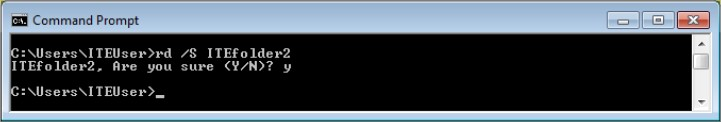 Command Prompt
C:\Users\ITEUser>rd /S ITEfolder2
ITEfolder2, Are you sure (Y/N)? y
C:\Users\ITEUser>_